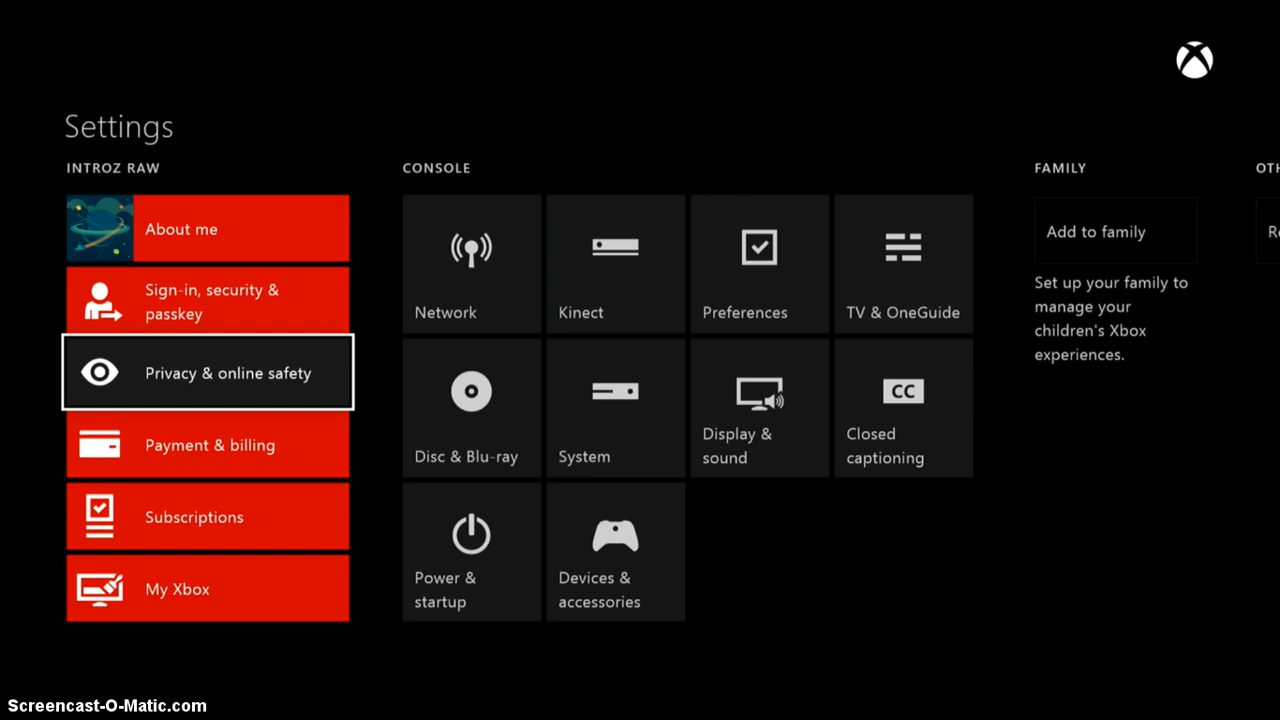 Settings
INTROZ RAW
About me
Sign-in, security &
passkey
Privacy & online safety
Payment & billing
Subscriptions
My Xbox
CONSOLE
Network
Kinect
Preferences
TV & OneGuide
Disc & Blu-ray
System
Display &
sound
CC
Closed
captioning
Power &
startup
Devices &
accessories
FAMILY
Add to family
Set up your family to
manage your
children's Xbox
experiences.
Screencast-O-Matic.com